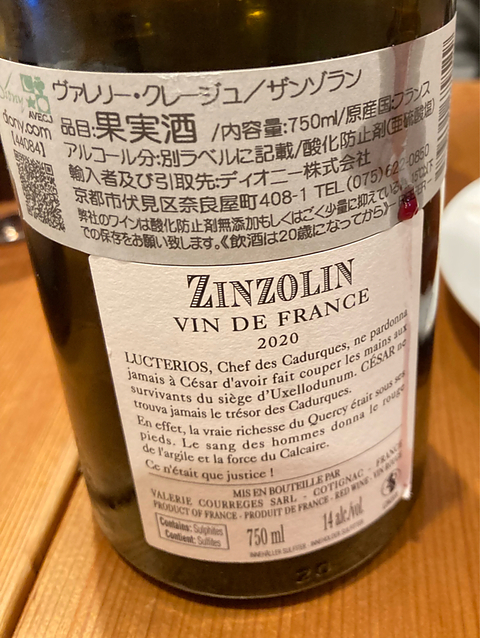 ヴァレリー・クレージュ/ザンゾラン
AVECJ
diony.com
品目:果実酒 /内容量:750ml/原産国:フランス
[440841]
アルコール分:別ラベルに記載/酸化防止剤(亜硫酸塩)
輸入者及び引取先:ディオニー株式会社
京都市伏見区奈良屋町408-1 TEL(075)622-0850
弊社のワインは酸化防止剤無添加もしくはごく少量に抑えている
での保存をお願い致します。《飲酒は20歳になってから》
ZINZOLIN
VIN DE FRANCE
2020
LUCTERIOS, Chef des Cadurques, ne pardonna
jamais à César d'avoir fait couper les mains aux
survivants du siège d'Uxellodunum. CÉSAR ne
trouva jamais le trésor des Cadurques.
En effet, la vraie richesse du Quercy était sous ses
pieds. Le sang des hommes donna le rouge
de l'argile et la force du Calcaire.
Ce n'était que justice !
MIS EN BOUTEILLE PAR
VALERIE COURREGES SARL - COTIGNAC - FRANCE
PRODUCT OF FRANCE - PRODUIT DE FRANCE - RED WINE - VIN ROUGE
Contains: Sulphites
Contient: Sulfites
750 ml
14 alc./vol.
INNEHÅLLER SULFITER